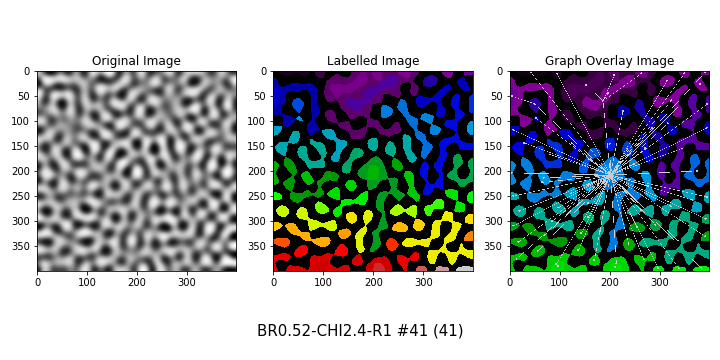 Original Image Labelled Image Graph Overlay Image
0 0 0
50 50 50
100 100 100
150 150 150
200 200 200
250 250 250
300 300 300
350 350 350
0 100 200 300 0 100 200 300 0 100 200 300
BR0.52-CHI2.4-R1 #41 (41)